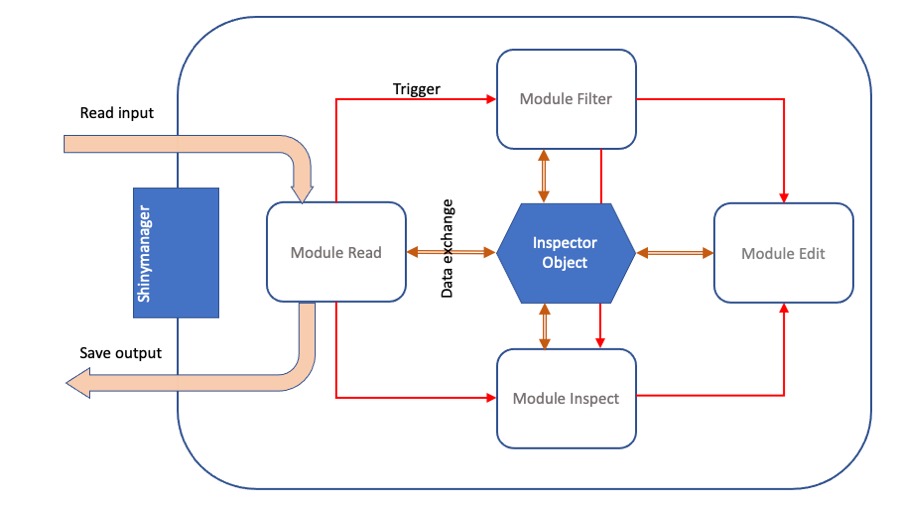 Trigger
Module Filter
Read input
Shinymanager
Module Read
Data exchange
Inspector
Object
Module Edit
Save output
Module Inspect